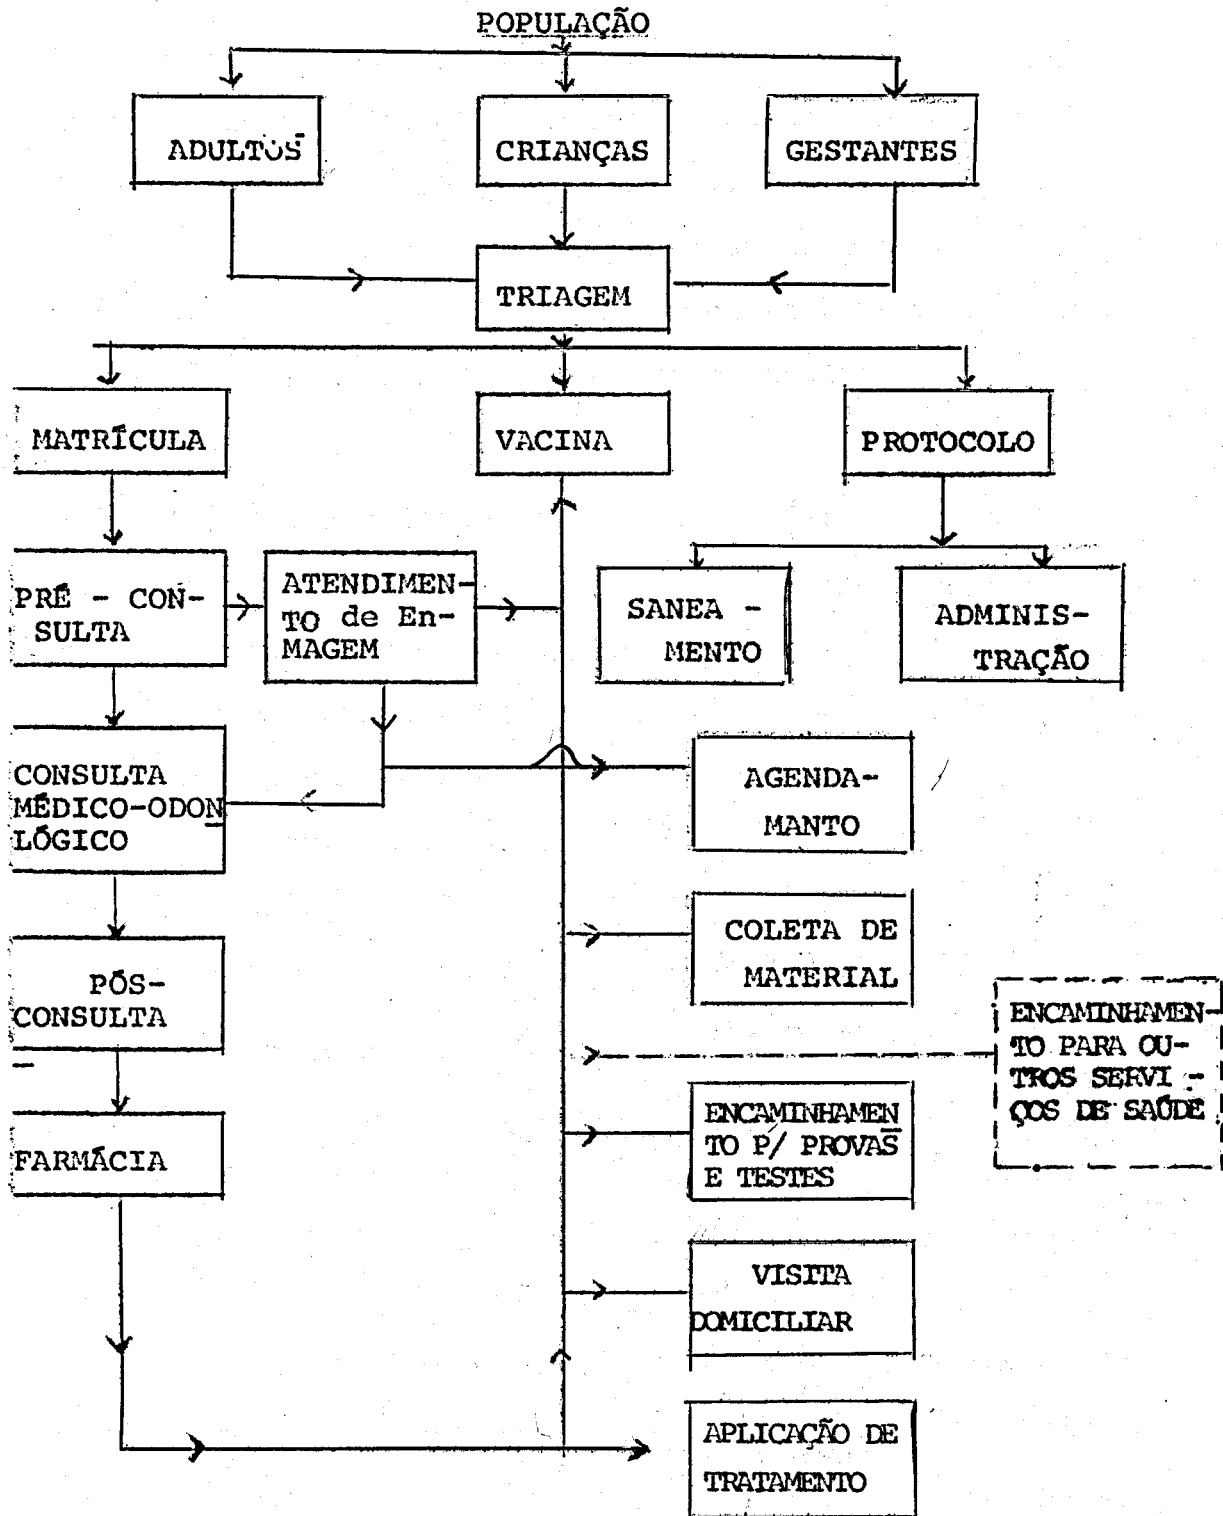 POPULAÇÃO
ADULTOS
CRIANÇAS
GESTANTES
TRIAGEM
MATRÍCULA
VACINA
PROTOCOLO
PRÉ - CON-
SULTA
ATENDIMEN-
TO de En-
MAGEM
SANEA -
MENTO
ADMINIS-
TRAÇÃO
CONSULTA
MÉDICO-ODON
LÓGICO
AGENDA-
MANTO
COLETA DE
MATERIAL
PÓS-
CONSULTA
ENCAMINHAMEN-
TO PARA OU-
TROS SERVI -
ÇOS DE SAÚDE
ENCAMINHAMEN
TO P/ PROVAS
E TESTES
FARMÁCIA
VISITA
DOMICILIAR
APLICAÇÃO DE
TRATAMENTO